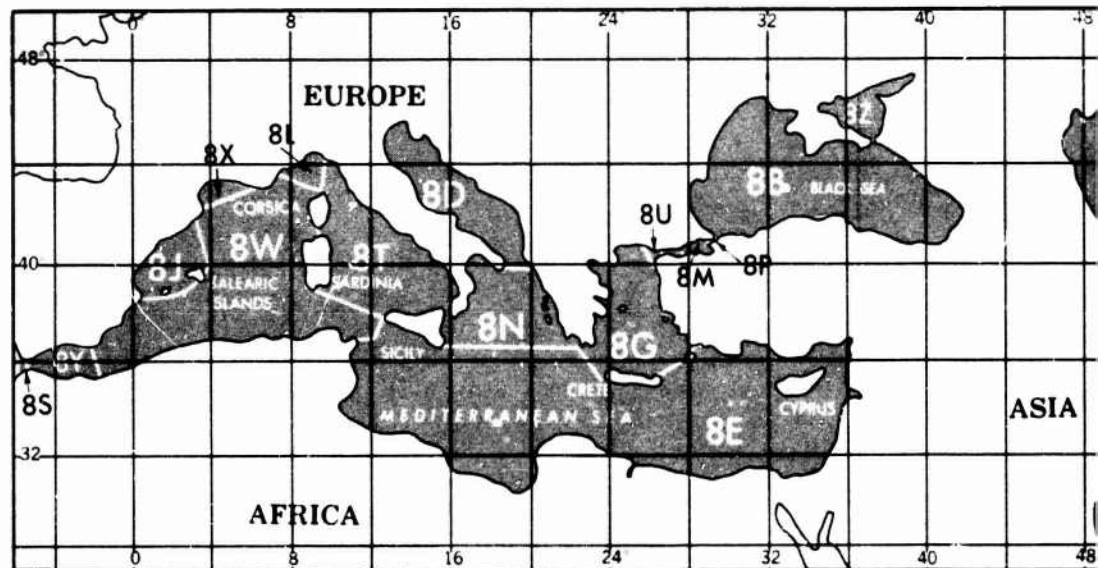 0 8 16 24 32 40 48
48
EUROPE
8Z
8X 8L
8D
8B BLACK SEA
CORSICA
8U
8W
8J 8T
40
8M 8P
BALEARIC SARDINIA
ISLANDS
8N
8Y SICILY 8G
8S
CRETE
CYPRUS
MEDITERRANEAN SEA
8E
ASIA
32
AFRICA
0 8 16 24 32 40 48